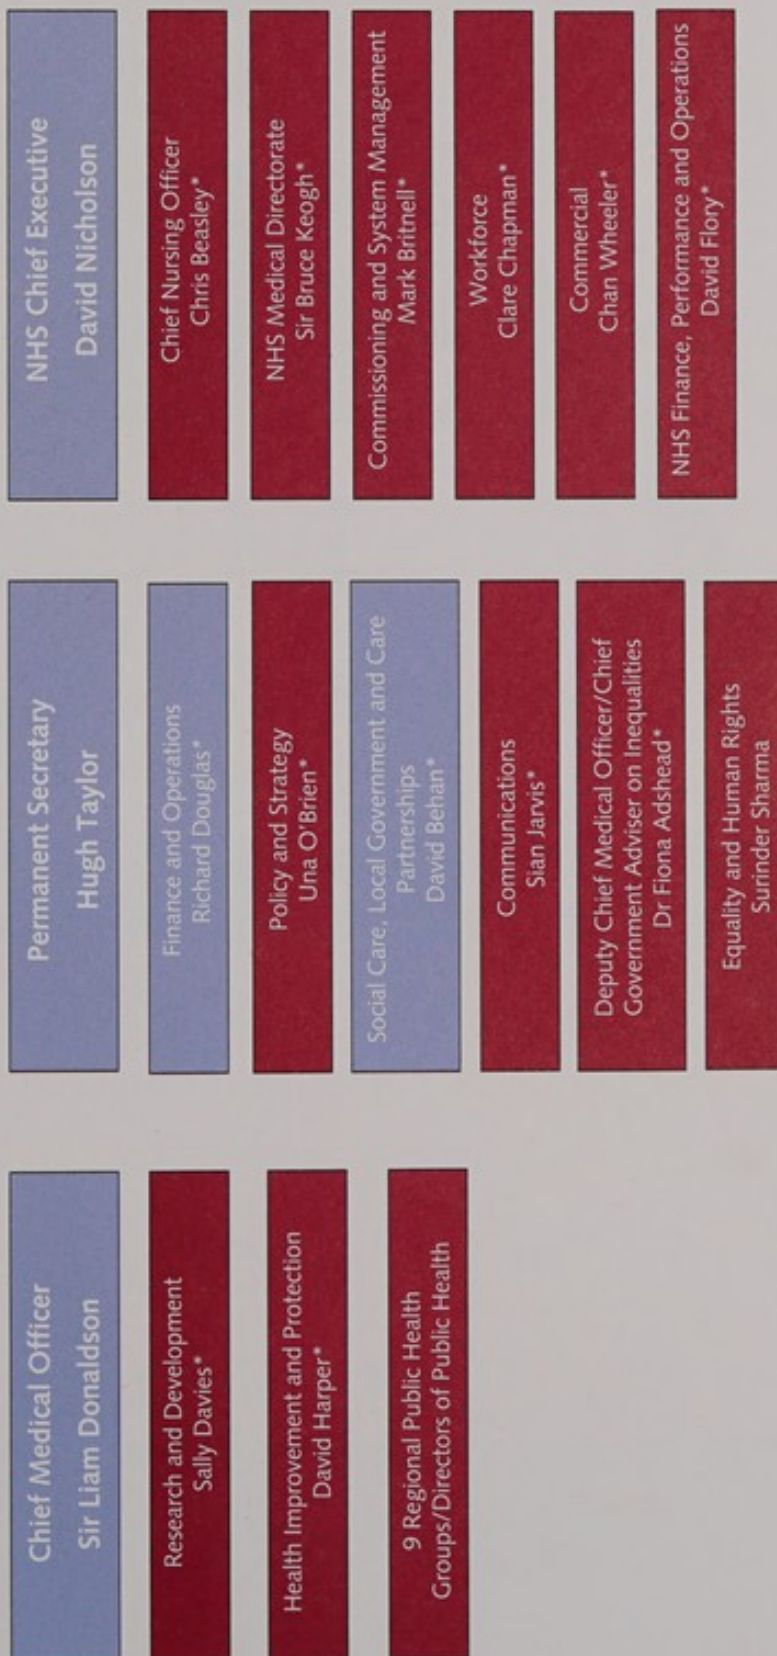 Chief Medical Officer
Sir Liam Donaldson
Research and Development
Sally Davies*
Health Improvement and Protection
David Harper*
9 Regional Public Health
Groups/Directors of Public Health
Permanent Secretary
Hugh Taylor
Finance and Operations
Richard Douglas*
Policy and Strategy
Una O'Brien*
Social Care, Local Government and Care
Partnerships
David Behan*
Communications
Sian Jarvis*
Deputy Chief Medical Officer/Chief
Government Adviser on Inequalities
Dr Fiona Adshead*
Equality and Human Rights
Surinder Sharma
NHS Chief Executive
David Nicholson
Chief Nursing Officer
Chris Beasley*
NHS Medical Directorate
Sir Bruce Keogh*
Commissioning and System Management
Mark Britnell*
Workforce
Clare Chapman*
Commercial
Chan Wheeler*
NHS Finance, Performance and Operations
David Flory*